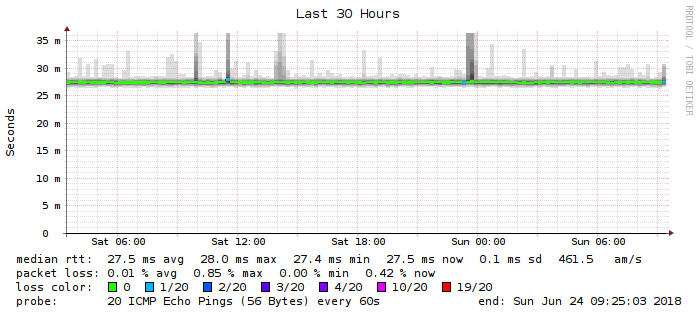 Last 30 Hours
RRDTOOL / TOBI OETIKER
Seconds
35 m
30 m
25 m
20 m
15 m
10 m
5 m
0
Sat 06:00 Sat 12:00 Sat 18:00 Sun 00:00 Sun 06:00
median rtt: 27.5 ms avg 28.0 ms max 27.4 ms min 27.5 ms now 0.1 ms sd 461.5 am/s
packet loss: 0.01 % avg 0.85 % max 0.00 % min 0.42 % now
loss color: 0 1/20 2/20 3/20 4/20 10/20 19/20
probe: 20 ICMP Echo Pings (56 Bytes) every 60s end: Sun Jun 24 09:25:03 2018